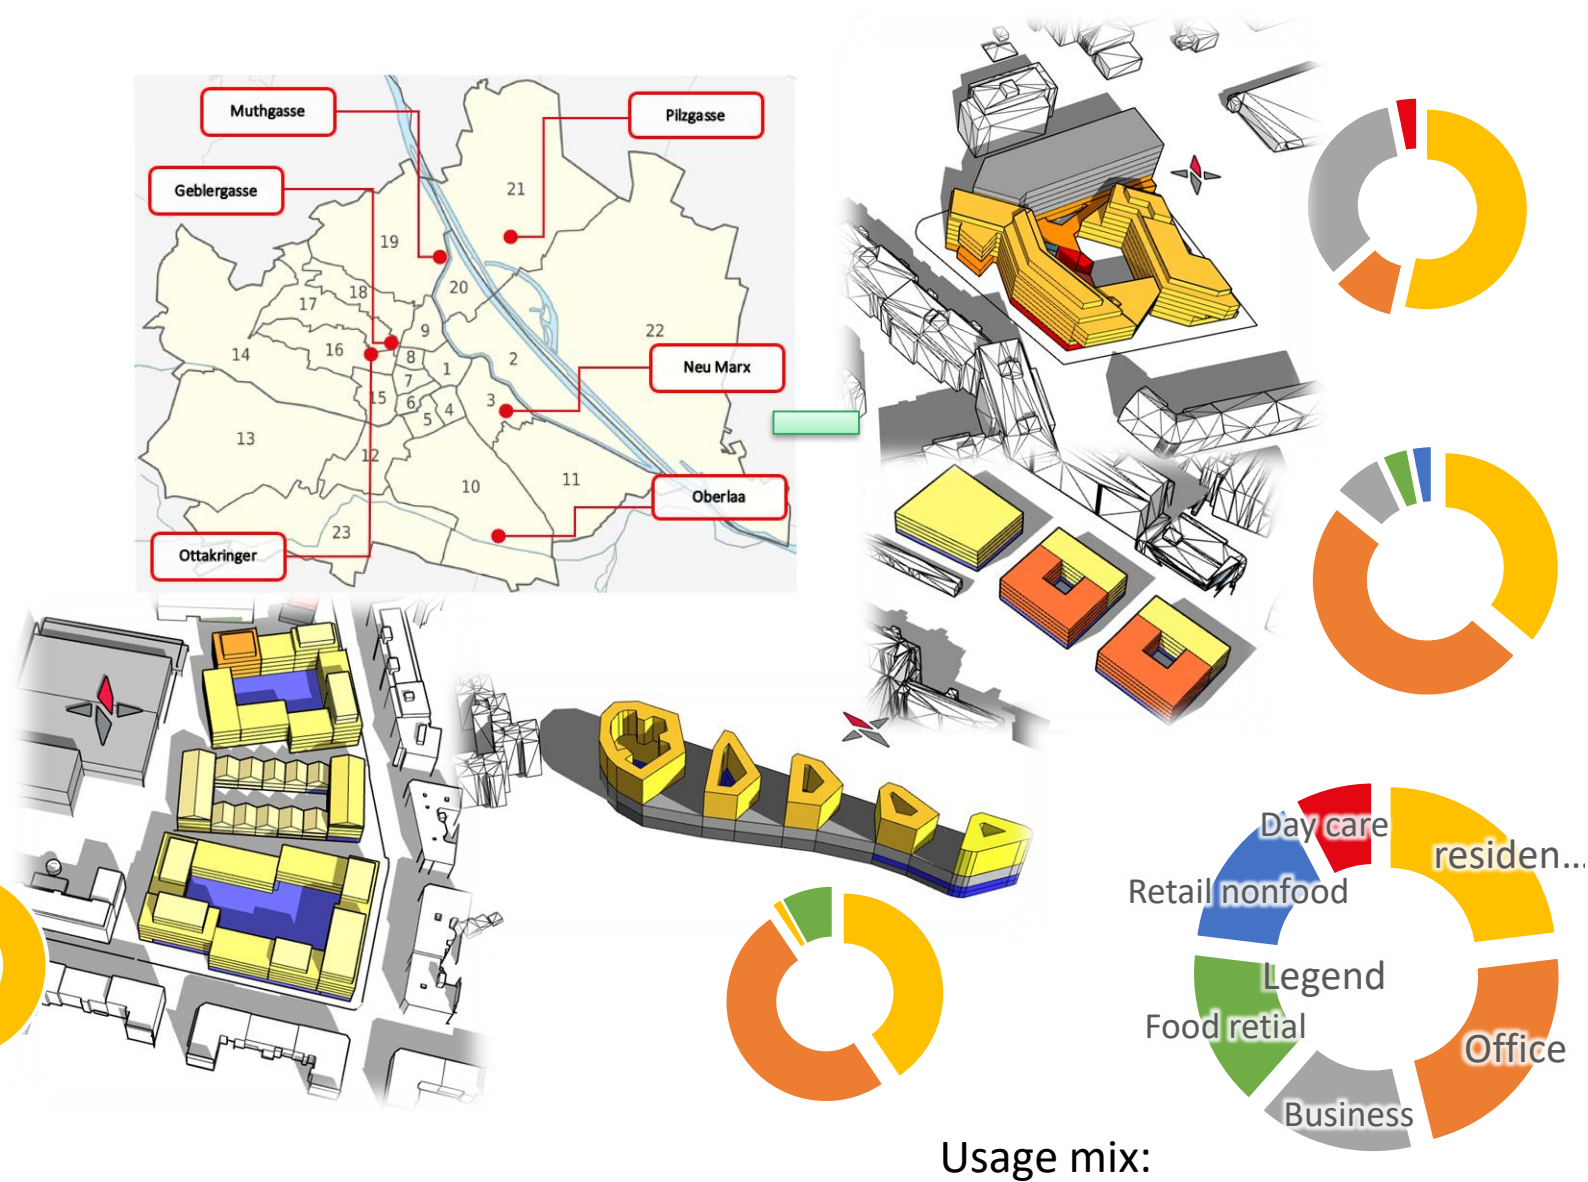 Muthgasse
Pilzgasse
Geblergasse
21
19
20
18
17
22
9
16
14
2
8
1
Neu Marx
7
15
6
3
4
5
13
12
11
10
Oberlaa
23
Ottakringer
Day care
residen...
Retail nonfood
Legend
Food retial
Office
Business
Usage mix: